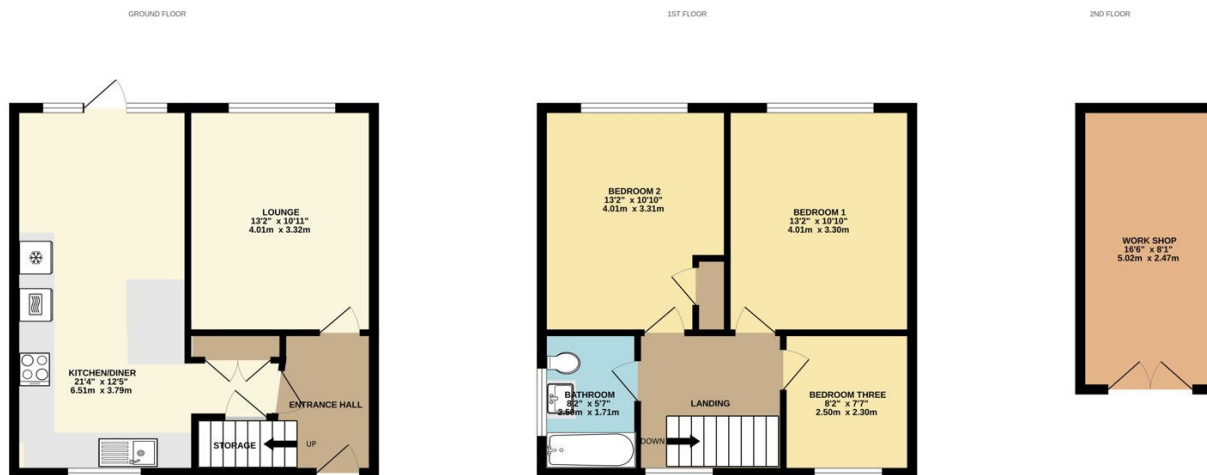 GROUND FLOOR
KITCHEN/DINER
21'4" x 12'5"
6.51m x 3.79m
LOUNGE
13'2" x 10'11"
4.01m x 3.32m
ENTRANCE HALL
STORAGE
UP
1ST FLOOR
BEDROOM 2
13'2" x 10'10"
4.01m x 3.31m
BEDROOM 1
13'2" x 10'10"
4.01m x 3.30m
BATHROOM
8'2" x 5'7"
2.50m x 1.71m
LANDING
DOWN
BEDROOM THREE
8'2" x 7'7"
2.50m x 2.30m
2ND FLOOR
WORK SHOP
16'6" x 8'1"
5.02m x 2.47m